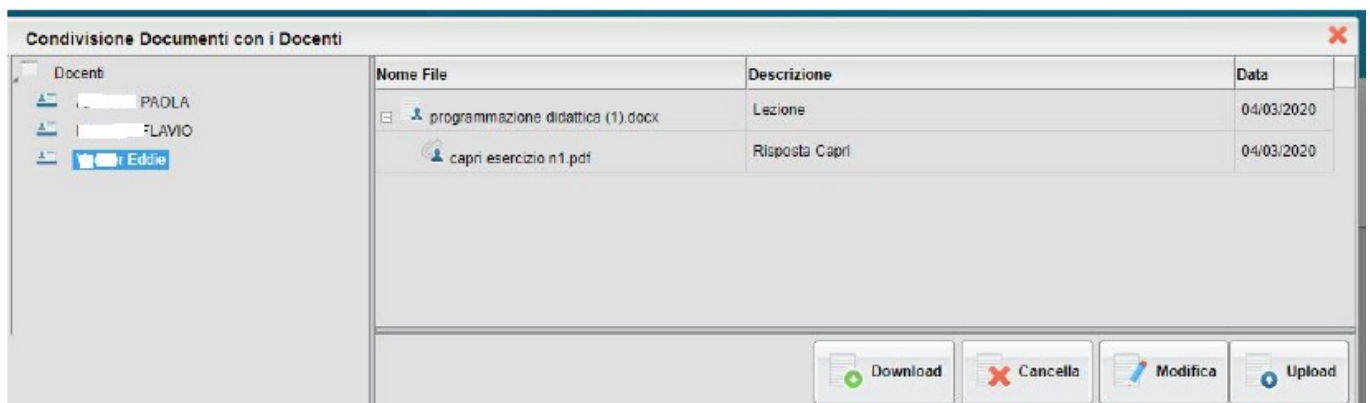 Condivisione Documenti con i Docenti
Docenti
PAOLA
FLAVIO
Eddie
Nome File Descrizione Data
programmazione didattica (1).docx Lezione 04/03/2020
capri esercizio n1.pdf Risposta Capri 04/03/2020
Download Cancella Modifica Upload